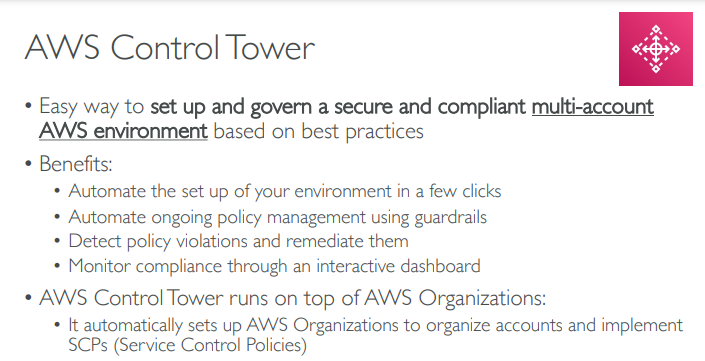 AWS Control Tower
• Easy way to set up and govern a secure and compliant multi-account
AWS environment based on best practices
• Benefits:
• Automate the set up of your environment in a few clicks
• Automate ongoing policy management using guardrails
• Detect policy violations and remediate them
• Monitor compliance through an interactive dashboard
• AWS Control Tower runs on top of AWS Organizations:
• It automatically sets up AWS Organizations to organize accounts and implement
SCPs (Service Control Policies)